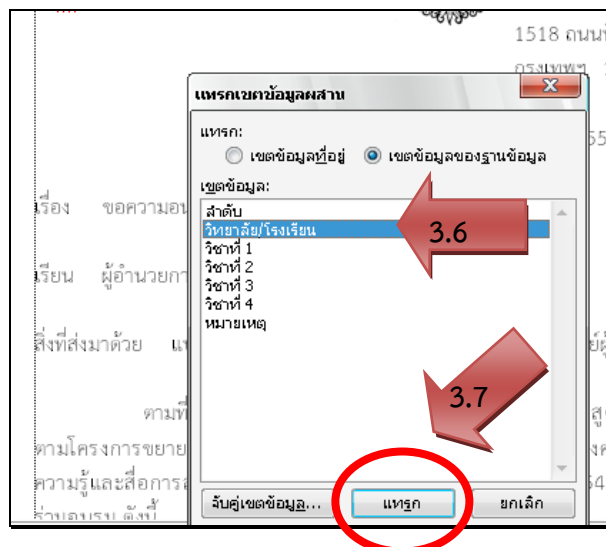 1518 ถนน
กรุงเทพฯ
แทรกเขตข้อมูลผสาน
แทรก:
เขตข้อมูลที่อยู่ เขตข้อมูลของฐานข้อมูล
55
เขตข้อมูล:
เรื่อง ขอความอน
ลำดับ
วิทยาลัย/โรงเรียน
3.6
วิชาที่ 1
วิชาที่ 2
วิชาที่ 3
วิชาที่ 4
หมายเหตุ
เรียน ผู้อำนวยกา
สิ่งที่ส่งมาด้วย
3.7
ตามที่
ตามโครงการขยาย
ความรู้และสื่อการ
54
จับคู่เขตข้อมูล... แทรก ยกเลิก
ร่วมอบรม ดังนี้